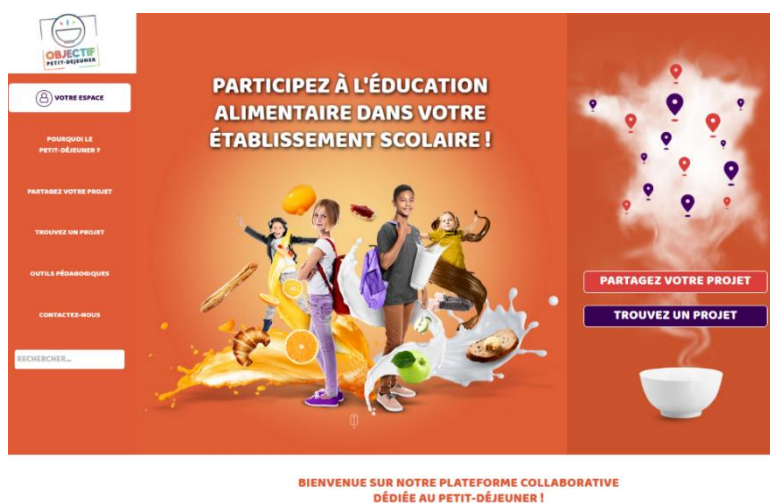 OBJECTIF
PETIT-DÉJEUNER
VOTRE ESPACE
POURQUOI LE
PETIT-DÉJEUNER ?
PARTAGEZ VOTRE PROJET
TROUVEZ UN PROJET
OUTILS PÉDAGOGIQUES
CONTACTEZ-NOUS
RECHERCHER...
PARTICIPEZ À L'ÉDUCATION
ALIMENTAIRE DANS VOTRE
ÉTABLISSEMENT SCOLAIRE !
PARTAGEZ VOTRE PROJET
TROUVEZ UN PROJET
BIENVENUE SUR NOTRE PLATEFORME COLLABORATIVE
DÉDIÉE AU PETIT-DÉJEUNER !